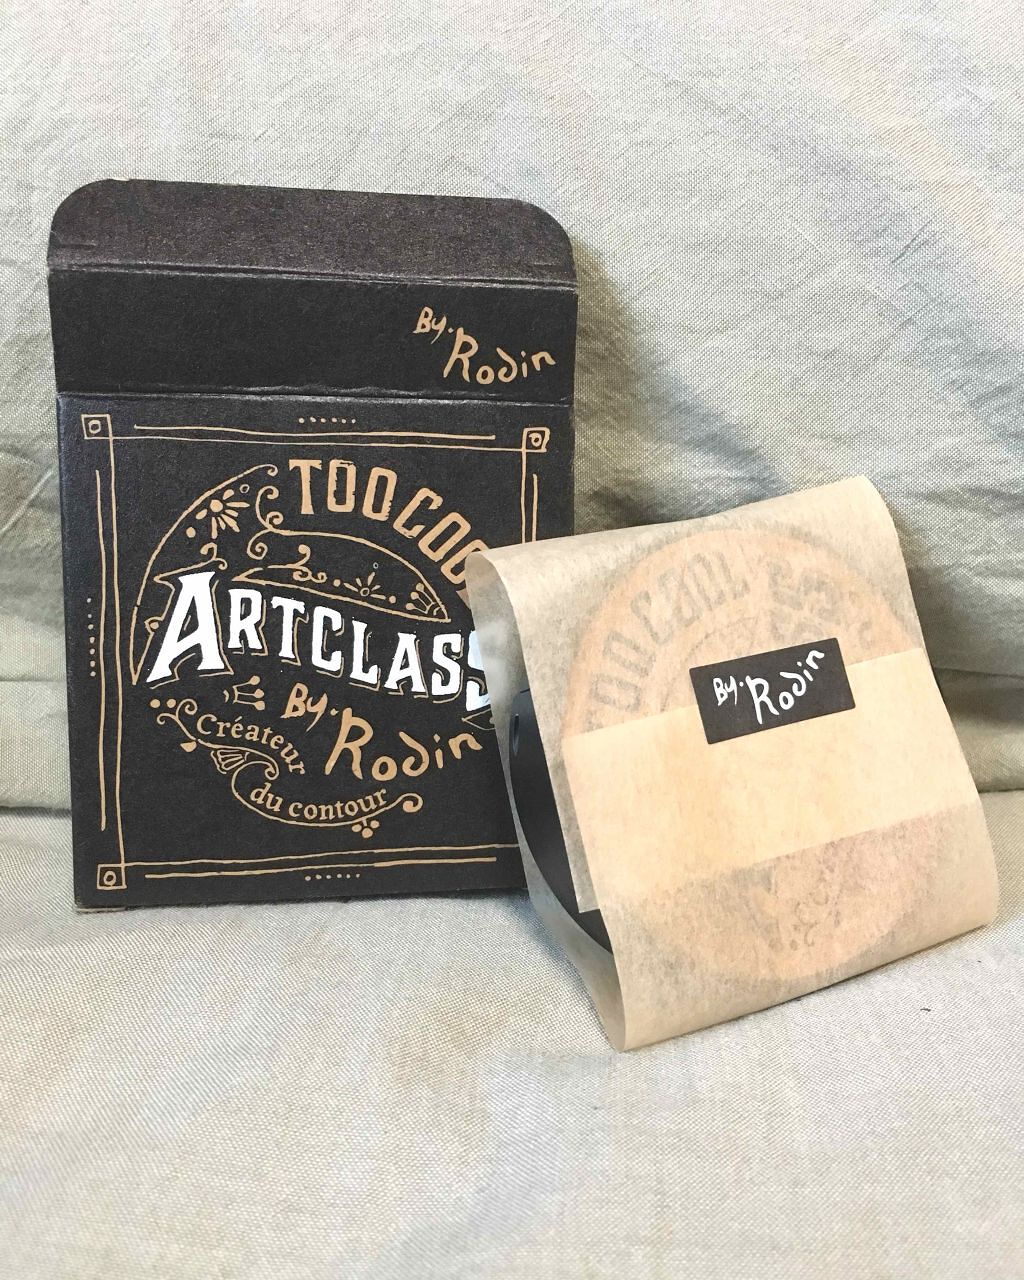 By.
Rodin
TOOCOO
ARTCLASS
By.
Rodin
Créateur
du contour
By.
Rodin